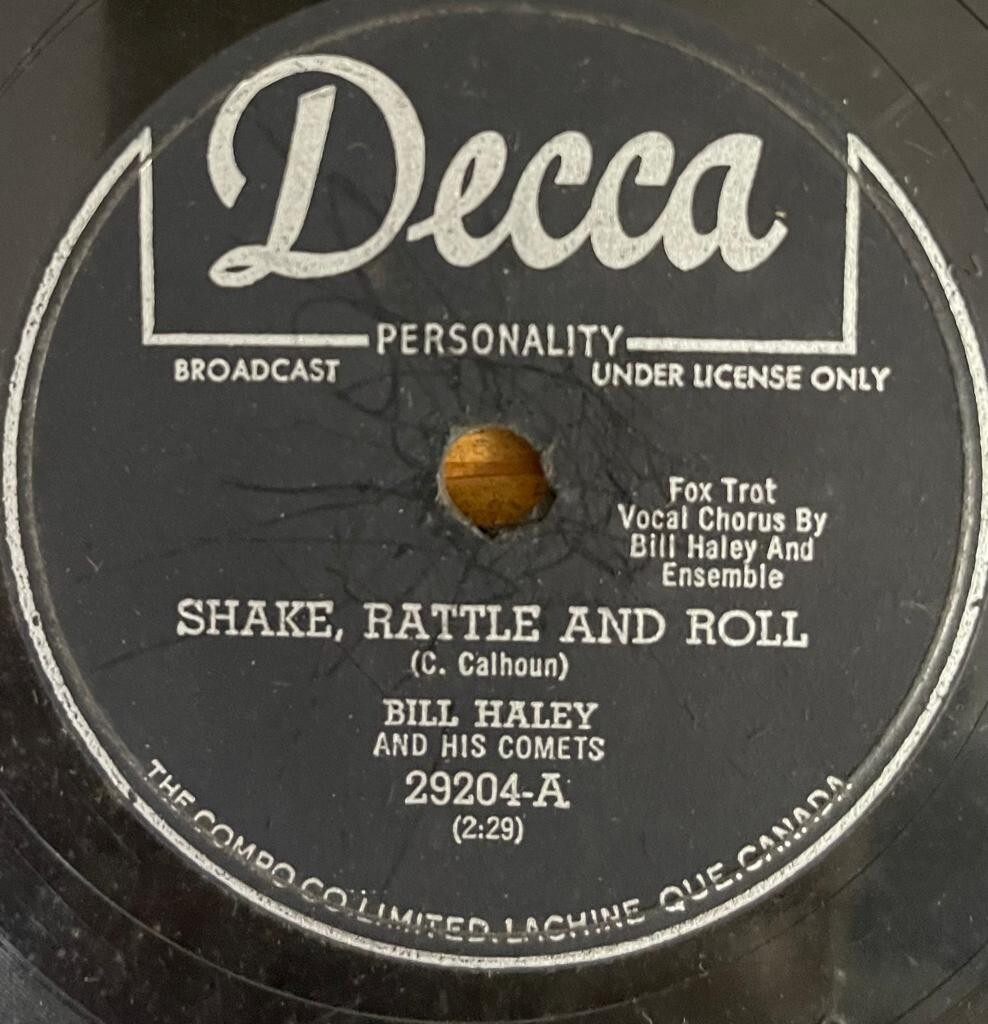 Decca
PERSONALITY
BROADCAST UNDER LICENSE ONLY
Fox Trot
Vocal Chorus By
Bill Haley And
Ensemble
SHAKE, RATTLE AND ROLL
(C. Calhoun)
BILL HALEY
AND HIS COMETS
29204-A
(2:29)
THE COMPO CO. LIMITED, LACHINE QUE. CANADA